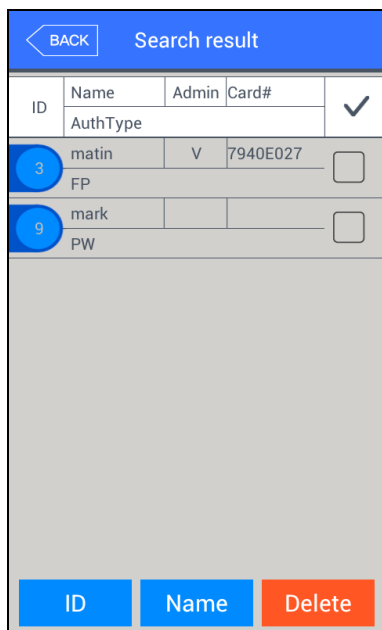 BACK Search result
ID Name Admin Card#
AuthType
3 matin V 7940E027
FP
9 mark
PW
ID Name Delete